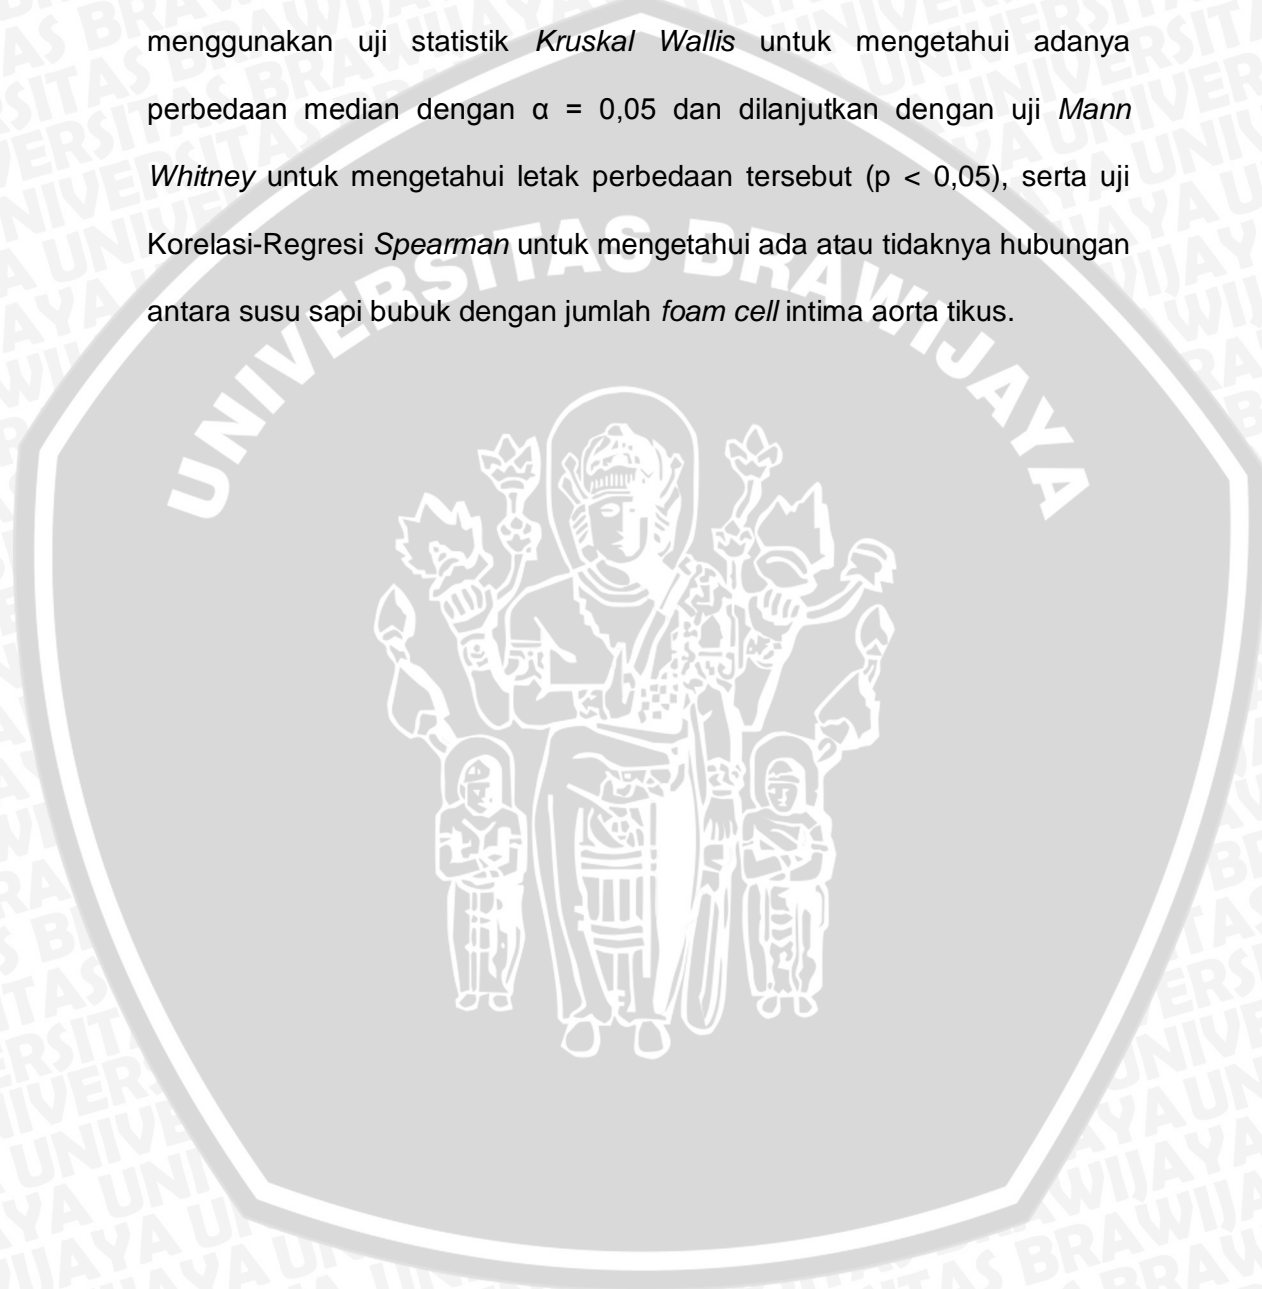 menggunakan uji statistik Kruskal Wallis untuk mengetahui adanya
perbedaan median dengan α = 0,05 dan dilanjutkan dengan uji Mann
Whitney untuk mengetahui letak perbedaan tersebut (p < 0,05), serta uji
Korelasi-Regresi Spearman untuk mengetahui ada atau tidaknya hubungan
antara susu sapi bubuk dengan jumlah foam cell intima aorta tikus.
UNIVERSITAS BRAWIJAYA